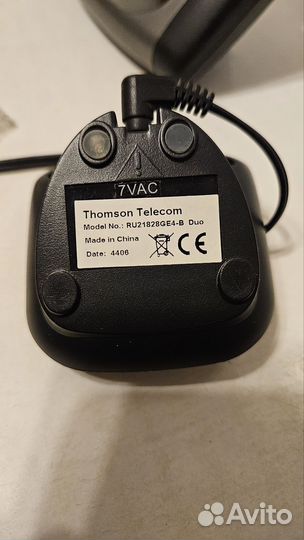 7VAC
Thomson Telecom
Model No.: RU21828GE4-B Duo
Made in China
Date: 4406
CE
Avito